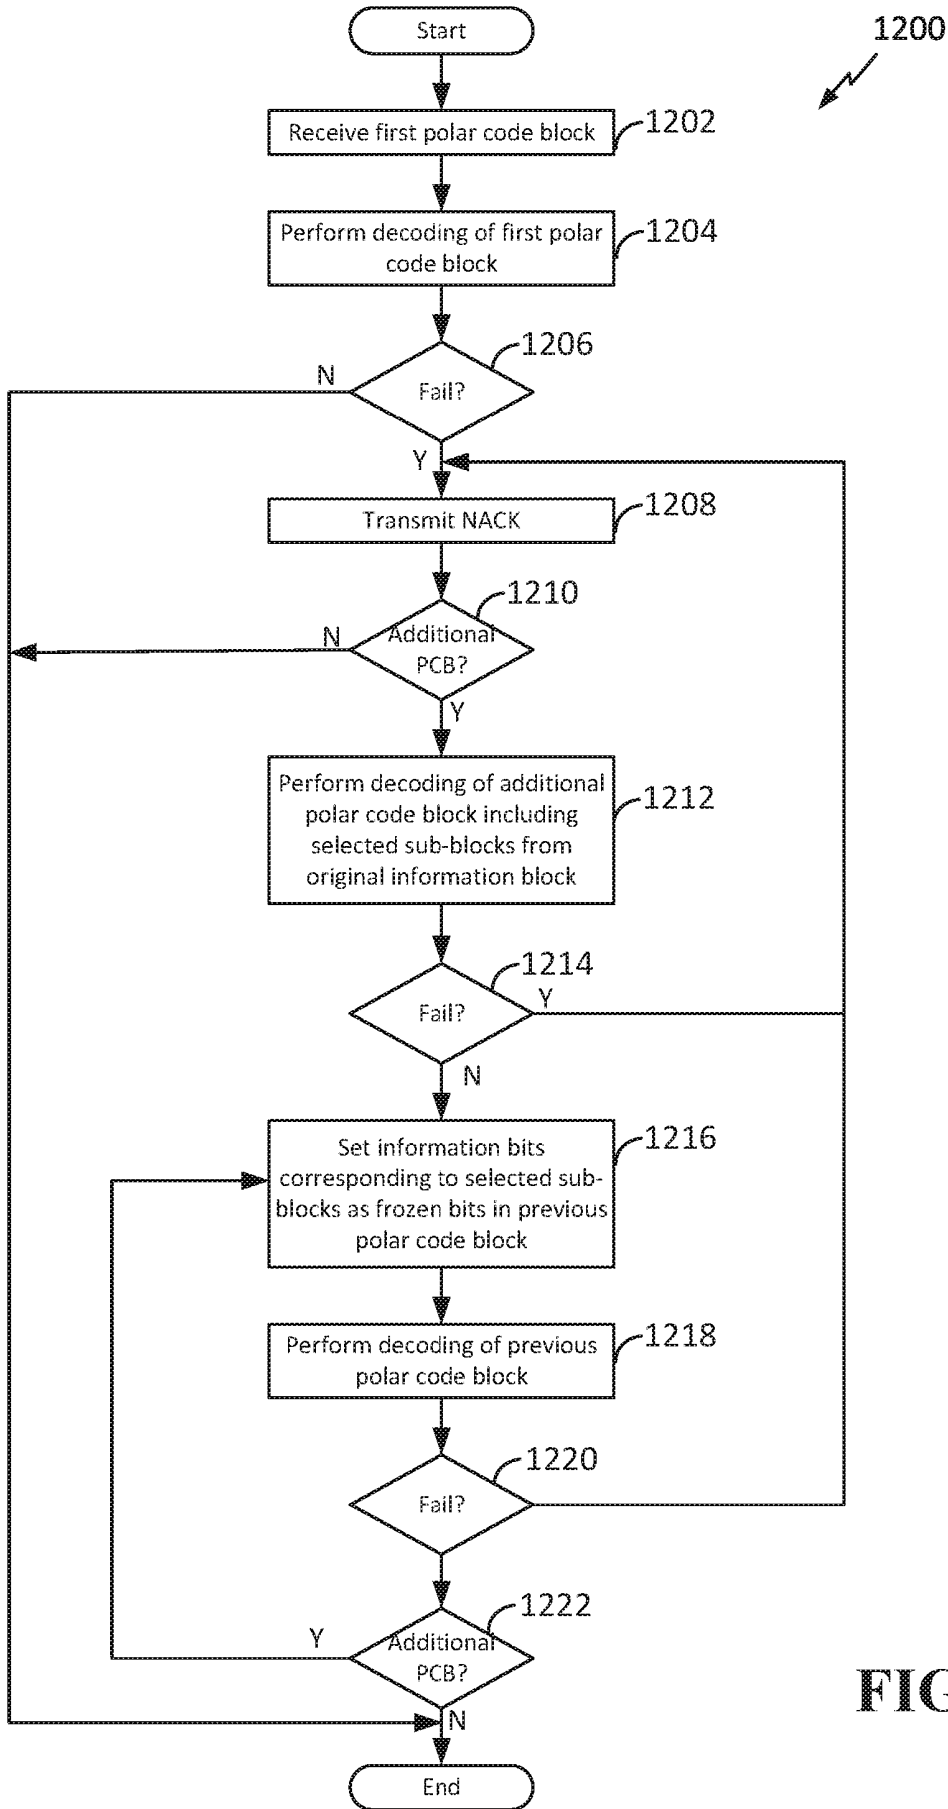 Start
1200
Receive first polar code block
1202
Perform decoding of first polar
code block
1204
Fail?
1206
N
Y
Transmit NACK
1208
Additional
PCB?
1210
N
Y
Perform decoding of additional
polar code block including
selected sub-blocks from
original information block
1212
Fail?
1214
Y
N
Set information bits
corresponding to selected sub-
blocks as frozen bits in previous
polar code block
1216
Perform decoding of previous
polar code block
1218
Fail?
1220
Additional
PCB?
1222
Y
N
FIG
End